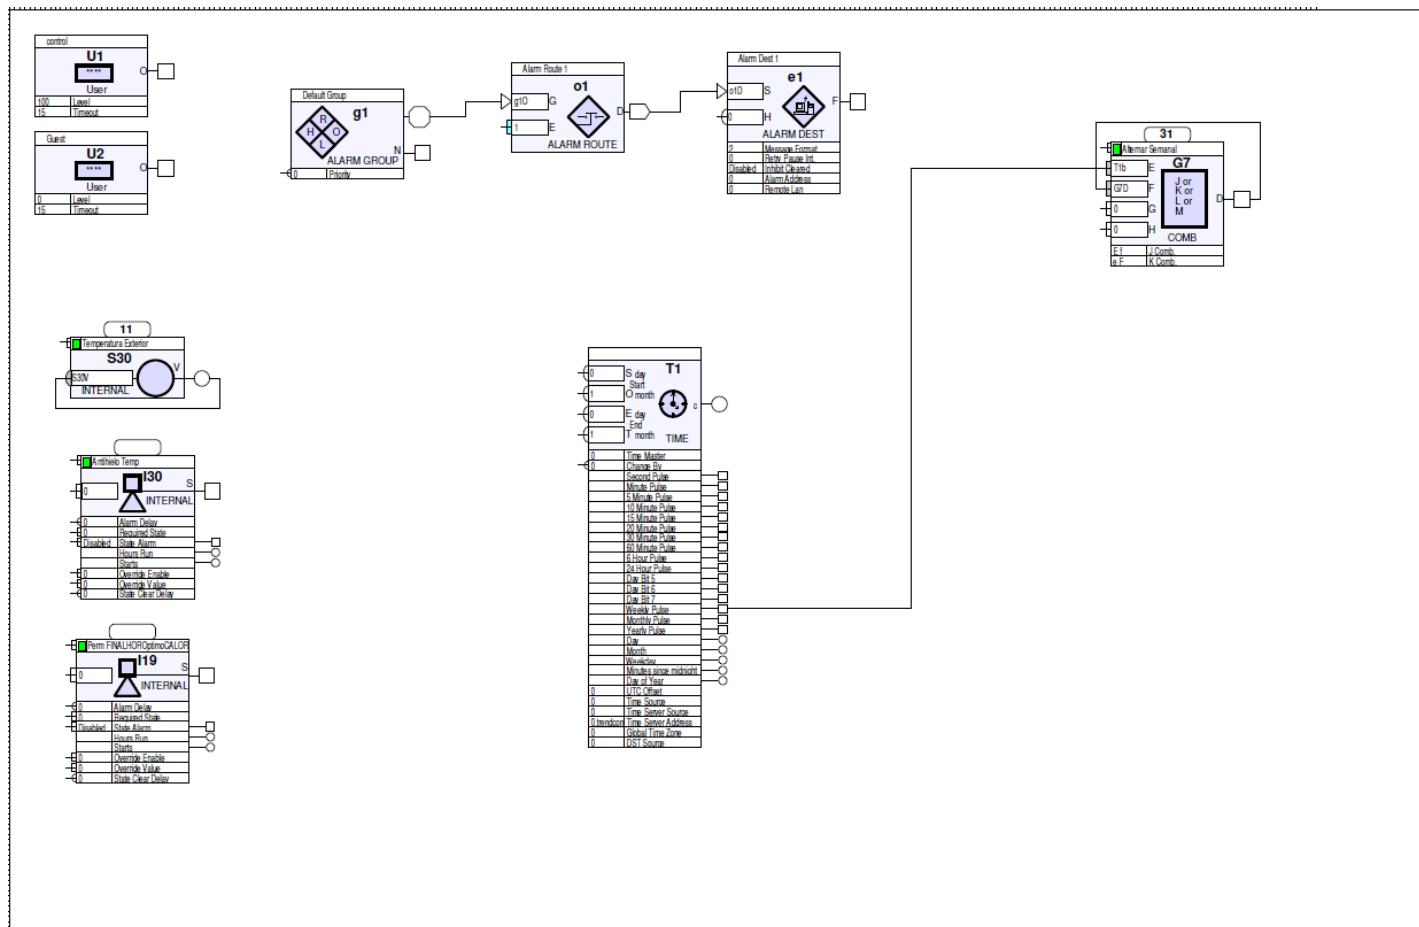 control
U1
****
O
User
100 Level
15 Timeout
Guest
U2
****
O
User
0 Level
15 Timeout
Default Group
g1
R
H O
L
N
ALARM GROUP
0 Priority
Alarm Route 1
o1
g1O G
D
1 E
ALARM ROUTE
Alarm Dest 1
e1
o1D S
F
0 H
ALARM DEST
2 Message Format
0 Retry Pause Int.
Disabled Inhibit Cleared
0 Alarm Address
0 Remote Lan
31
Alternar Semanal
G7
T1b E
J or
K or
L or
M
G7D F
D
0 G
0 H
COMB
E f J Comb.
e F K Comb.
11
Temperatura Exterior
S30
V
S30V
INTERNAL
Antihielo Temp
I30
S
0
INTERNAL
0 Alarm Delay
0 Required State
Disabled State Alarm
Hours Run
Starts
0 Override Enable
0 Override Value
0 State Clear Delay
Perm FINALHOROptimoCALOR
I19
S
0
INTERNAL
0 Alarm Delay
0 Required State
Disabled State Alarm
Hours Run
Starts
0 Override Enable
0 Override Value
0 State Clear Delay
T1
0 S day
Start
1 O month
c
0 E day
End
1 T month
TIME
0 Time Master
0 Change By
Second Pulse
Minute Pulse
5 Minute Pulse
10 Minute Pulse
15 Minute Pulse
20 Minute Pulse
30 Minute Pulse
60 Minute Pulse
6 Hour Pulse
24 Hour Pulse
Day Bit 5
Day Bit 6
Day Bit 7
Weekly Pulse
Monthly Pulse
Yearly Pulse
Day
Month
Weekday
Minutes since midnight
Day of Year
0 UTC Offset
0 Time Source
0 Time Server Source
0.trendcon Time Server Address
0 Global Time Zone
0 DST Source